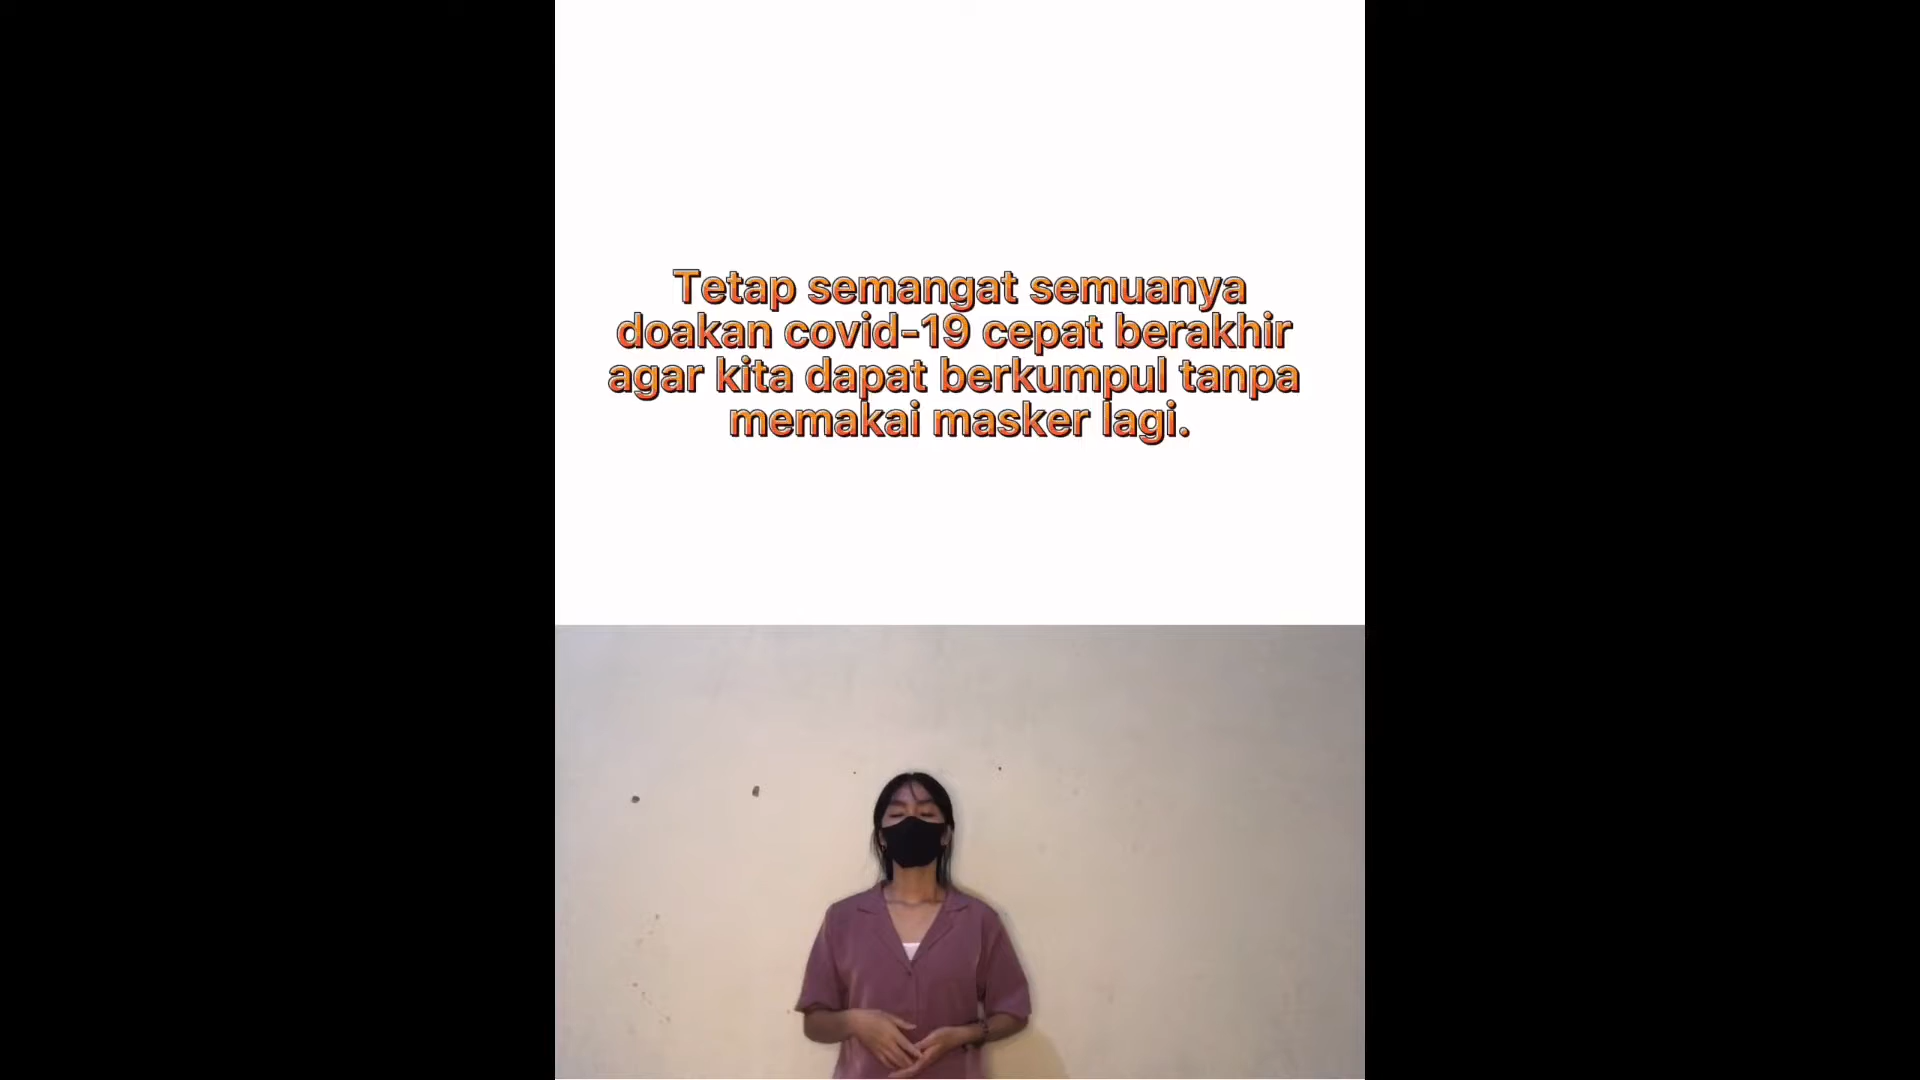 Tetap semangat semuanya
doakan covid-19 cepat berakhir
agar kita dapat berkumpul tanpa
memakai masker lagi.